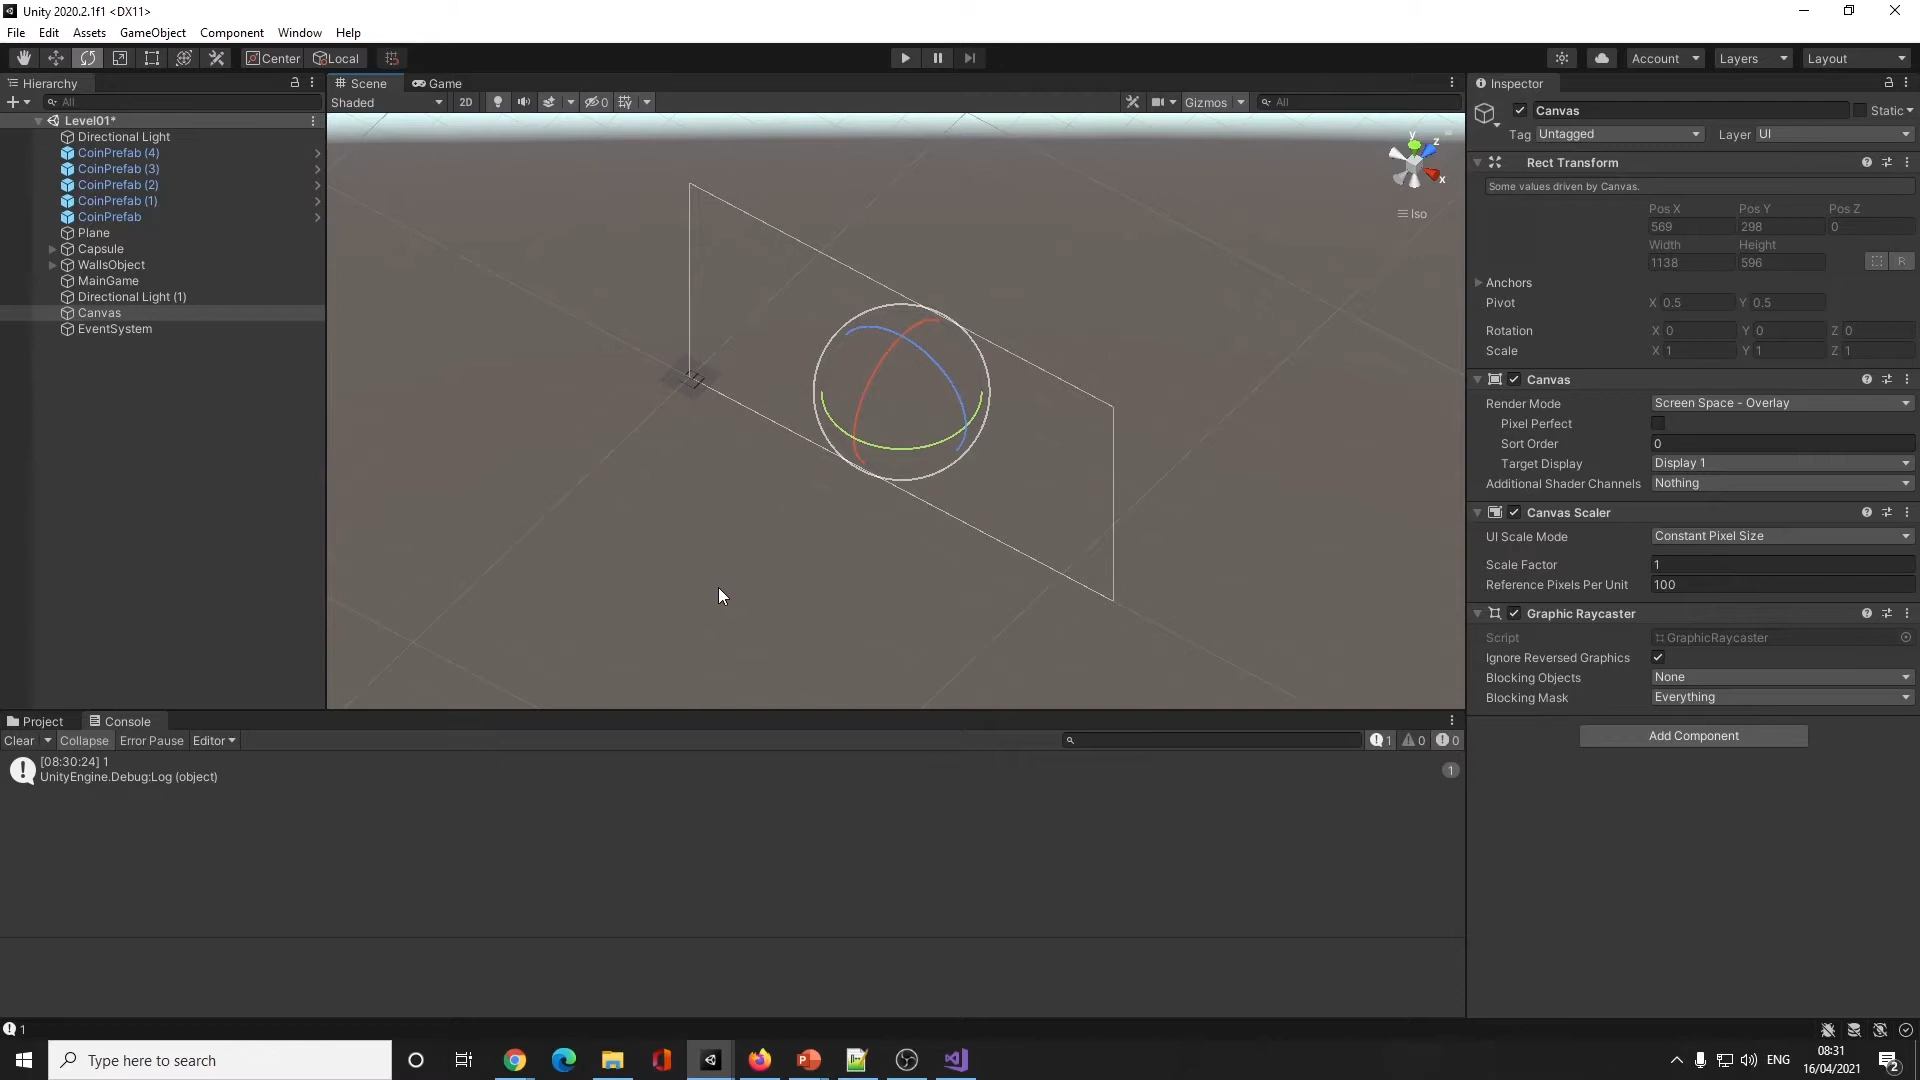 Unity 2020.2.1f1 <DX11>
File Edit Assets GameObject Component Window Help
Center Local Account Layers Layout
Hierarchy
All
Level01*
Directional Light
CoinPrefab (4)
CoinPrefab (3)
CoinPrefab (2)
CoinPrefab (1)
CoinPrefab
Plane
Capsule
WallsObject
MainGame
Directional Light (1)
Canvas
EventSystem
Scene Game
Shaded 2D 0 Gizmos All
y
z
x
Iso
Inspector
Canvas Static
Tag Untagged Layer UI
Rect Transform
Some values driven by Canvas.
Pos X Pos Y Pos Z
569 298 0
Width Height
1138 596 R
Anchors
Pivot X 0.5 Y 0.5
Rotation X 0 Y 0 Z 0
Scale X 1 Y 1 Z 1
Canvas
Render Mode Screen Space - Overlay
Pixel Perfect
Sort Order 0
Target Display Display 1
Additional Shader Channels Nothing
Canvas Scaler
UI Scale Mode Constant Pixel Size
Scale Factor 1
Reference Pixels Per Unit 100
Graphic Raycaster
Script GraphicRaycaster
Ignore Reversed Graphics
Blocking Objects None
Blocking Mask Everything
Add Component
Project Console
Clear Collapse Error Pause Editor 1 0 0
[08:30:24] 1
UnityEngine.Debug:Log (object)
1
1
Type here to search
ENG
08:31
16/04/2021
2